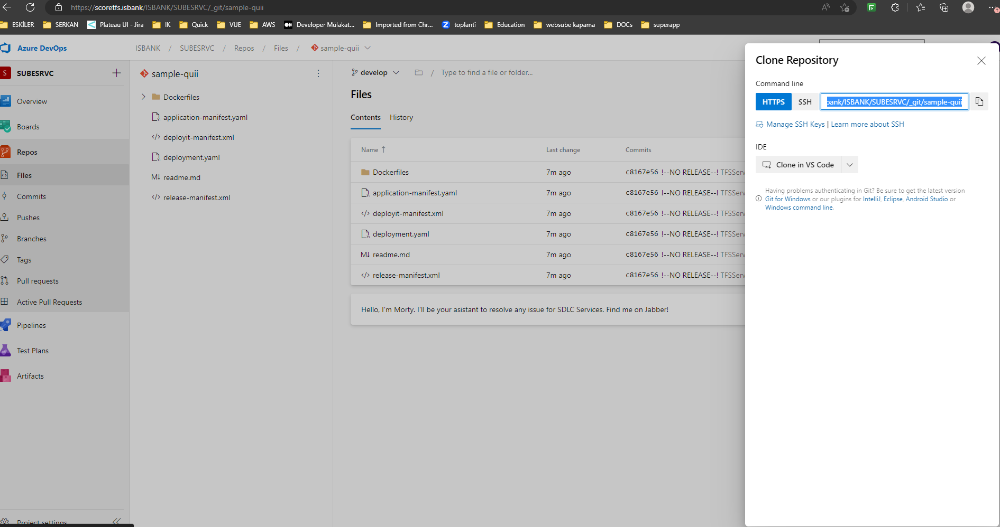 https://scoretfs.isbank/ISBANK/SUBESRVC/_git/sample-quii
ESKİLER SERKAN Plateau UI - Jira IK Quick VUE AWS Developer Mülakat... Imported from Chr... toplanti Education websube kapama DOCs superapp
Azure DevOps
ISBANK / SUBESRVC / Repos / Files / sample-quii
S SUBESRVC
Overview
Boards
Repos
Files
Commits
Pushes
Branches
Tags
Pull requests
Active Pull Requests
Pipelines
Test Plans
Artifacts
Project settings
sample-quii
Dockerfiles
application-manifest.yaml
deployit-manifest.xml
deployment.yaml
readme.md
release-manifest.xml
develop / Type to find a file or folder...
Files
Contents History
Name ↑ Last change Commits
Dockerfiles 7m ago c8167e56 !--NO RELEASE--! TFSServ
application-manifest.yaml 7m ago c8167e56 !--NO RELEASE--! TFSServ
deployit-manifest.xml 7m ago c8167e56 !--NO RELEASE--! TFSServ
deployment.yaml 7m ago c8167e56 !--NO RELEASE--! TFSServ
readme.md 7m ago c8167e56 !--NO RELEASE--! TFSServ
release-manifest.xml 7m ago c8167e56 !--NO RELEASE--! TFSServ
Hello, I'm Morty. I'll be your asistant to resolve any issue for SDLC Services. Find me on Jabber!
Clone Repository
Command line
HTTPS SSH bank/ISBANK/SUBESRVC/_git/sample-quii
Manage SSH Keys | Learn more about SSH
IDE
Clone in VS Code
Having problems authenticating in Git? Be sure to get the latest version
Git for Windows or our plugins for IntelliJ, Eclipse, Android Studio or
Windows command line.